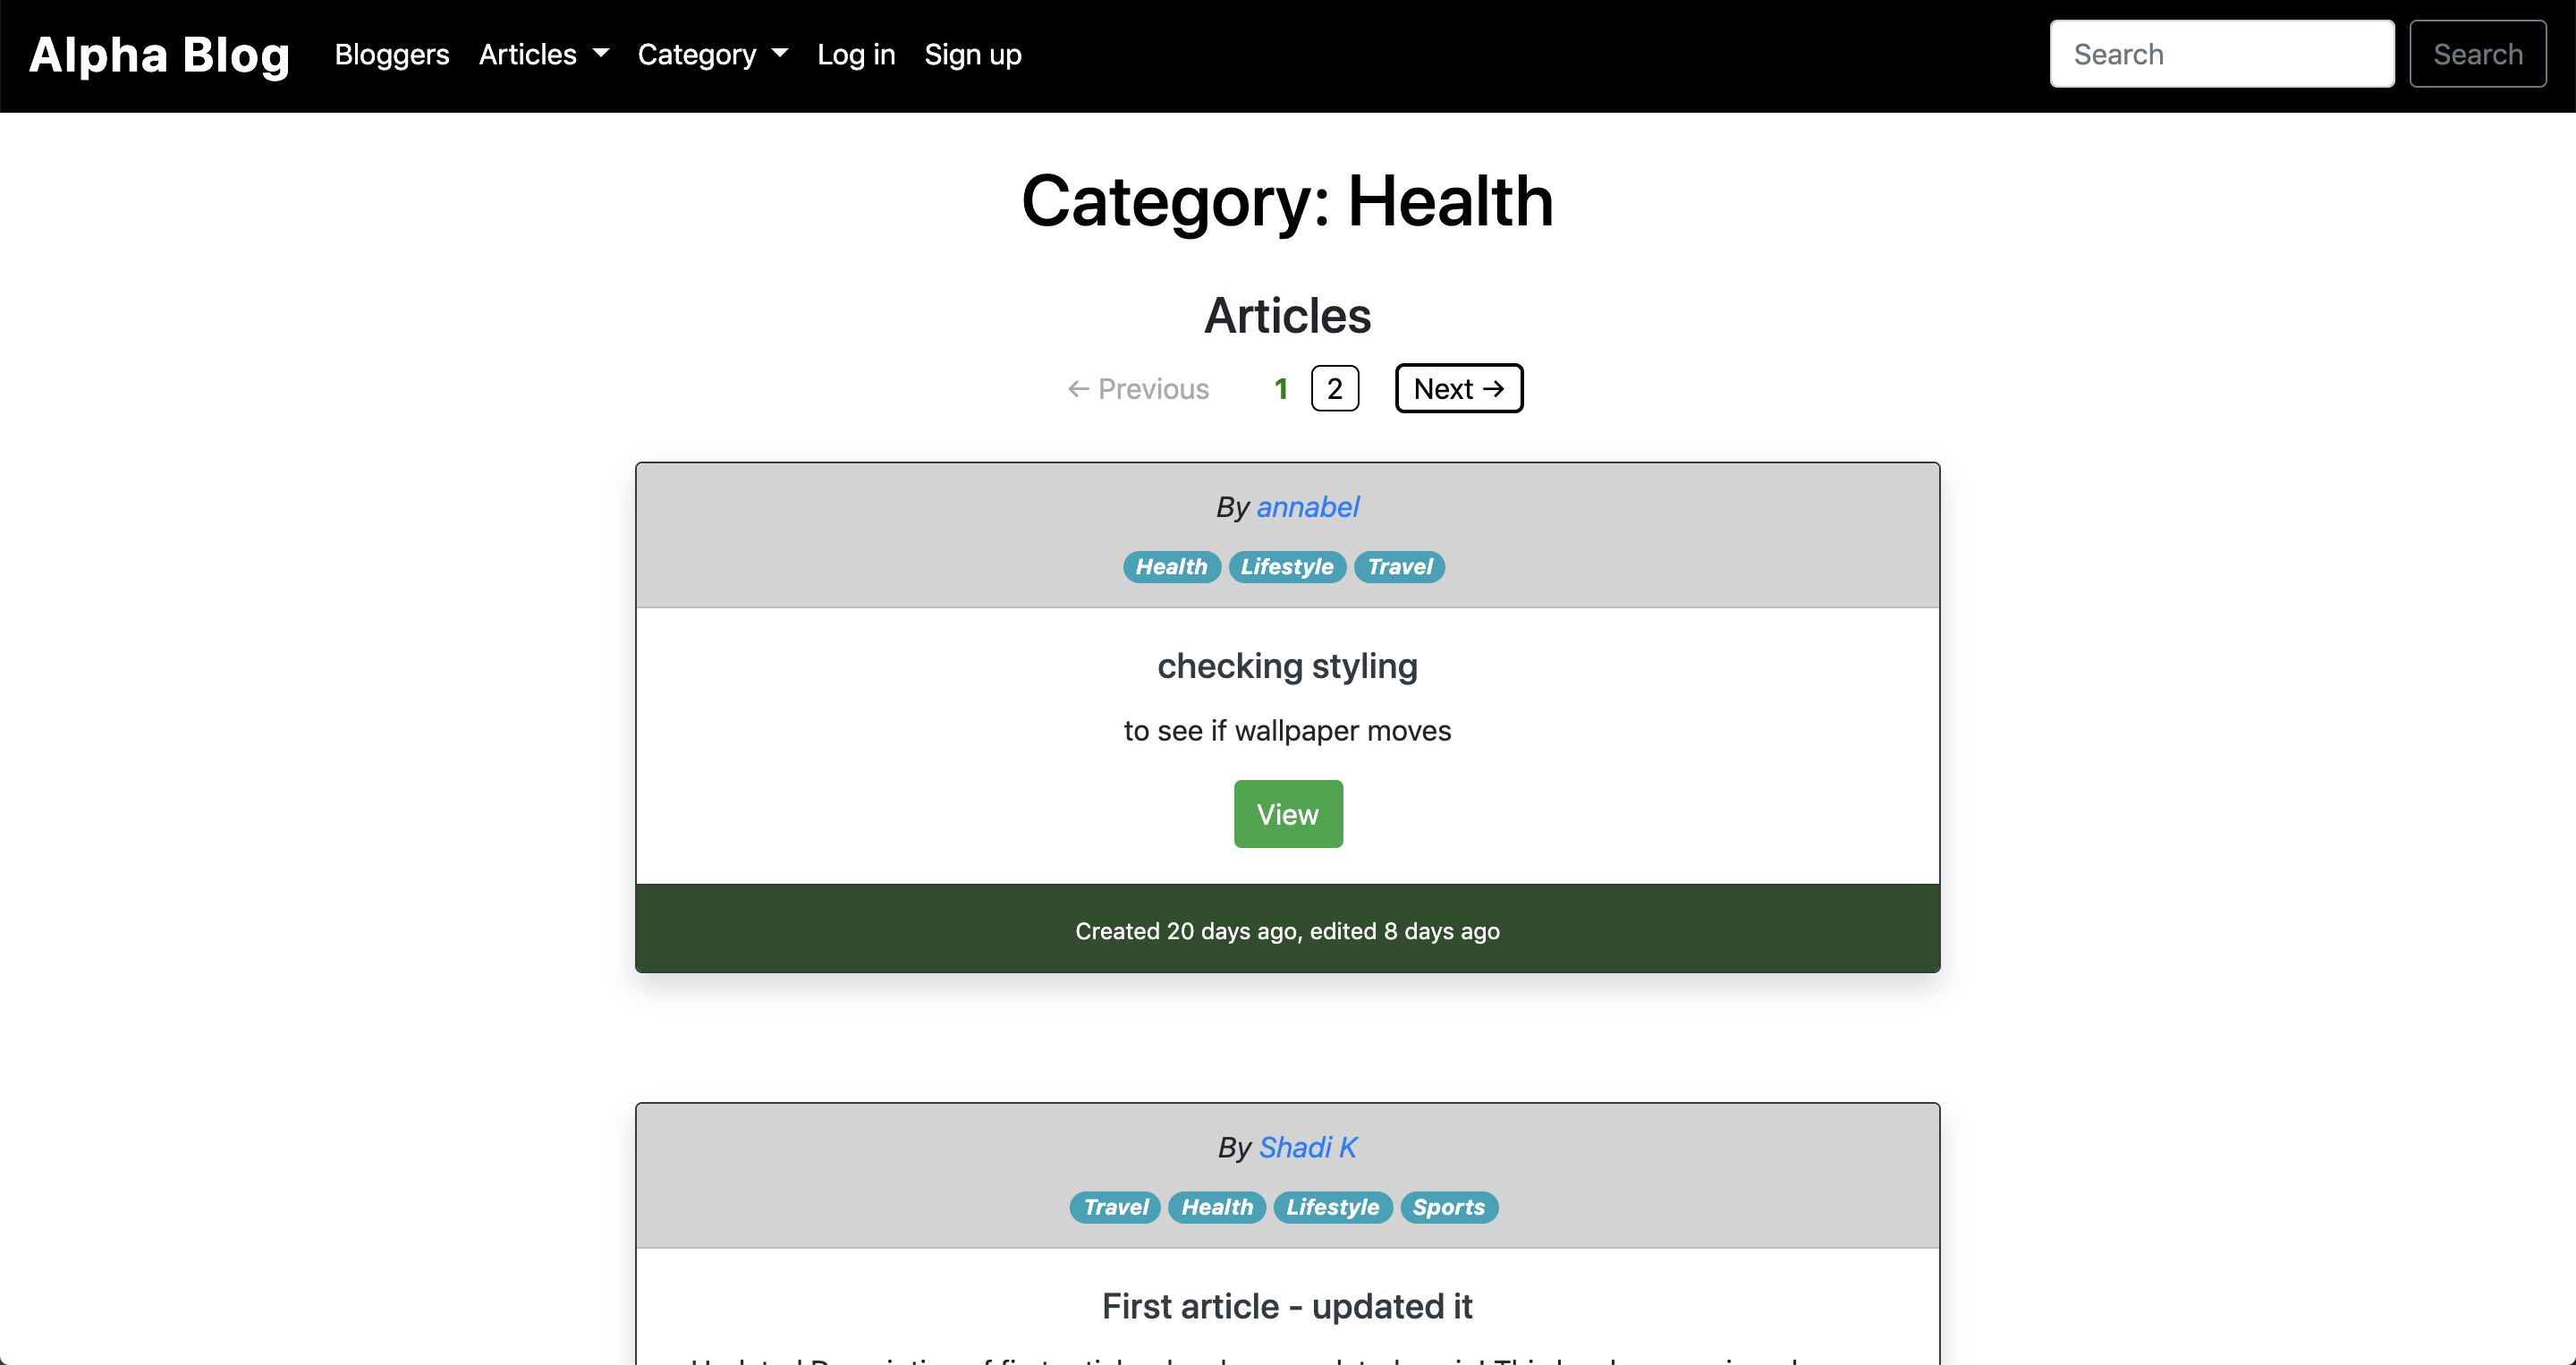 Alpha Blog Bloggers Articles Category Log in Sign up Search Search
Category: Health
Articles
← Previous 1 2 Next →
By annabel
Health Lifestyle Travel
checking styling
to see if wallpaper moves
View
Created 20 days ago, edited 8 days ago
By Shadi K
Travel Health Lifestyle Sports
First article - updated it